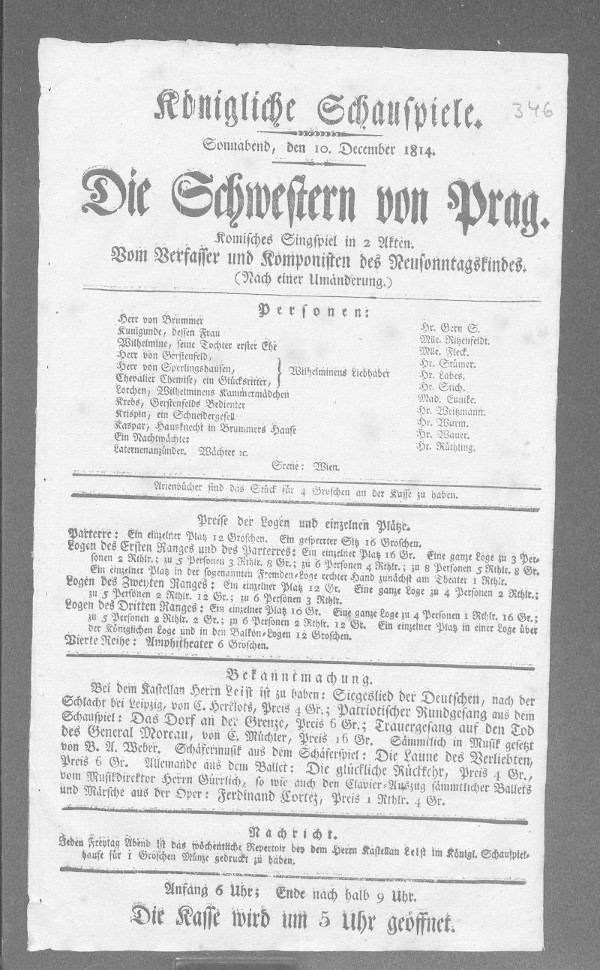 346
Königliche Schauspiele.
Sonnabend, den 10. December 1814.
Die Schwestern von Prag.
Komisches Singspiel in 2 Akten.
Vom Verfasser und Komponisten des Neusonntagskindes.
(Nach einer Umänderung.)
Personen:
Herr von Brummer Hr. Gern S.
Kunigunde, dessen Frau Mlle. Ritzenfeldt.
Wilhelmine, seine Tochter erster Ehe Mlle. Fleck.
Herr von Gerstenfeld, Hr. Stümer.
Herr von Sperlingshausen, } Wilhelminens Liebhaber Hr. Labes.
Chevalier Chemise, ein Glücksritter, Hr. Stich.
Lorchen, Wilhelminens Kammermädchen Mad. Eunike.
Krebs, Gerstenfelds Bedienter Hr. Weitzmann.
Krispin, ein Schneidergesell Hr. Wurm.
Kaspar, Hausknecht in Brummers Hause Hr. Wauer.
Ein Nachtwächter Hr. Rüthling.
Laternenanzünder. Wächter ꝛc.
Scene: Wien.
Arienbücher sind das Stück für 4 Groschen an der Kasse zu haben.
Preise der Logen und einzelnen Plätze.
Parterre: Ein einzelner Platz 12 Groschen. Ein gesperrter Sitz 16 Groschen.
Logen des Ersten Ranges und des Parterres: Ein einzelner Platz 16 Gr. Eine ganze Loge zu 3 Per-
sonen 2 Rthlr.; zu 5 Personen 3 Rthlr. 8 Gr.; zu 6 Personen 4 Rthlr.; zu 8 Personen 5 Rthlr. 8 Gr.
Ein einzelner Platz in der sogenannten Fremden-Loge rechter Hand zunächst am Theater 1 Rthlr.
Logen des Zweyten Ranges: Ein einzelner Platz 12 Gr. Eine ganze Loge zu 4 Personen 2 Rthlr.;
zu 5 Personen 2 Rthlr. 12 Gr.; zu 6 Personen 3 Rthlr.
Logen des Dritten Ranges: Ein einzelner Platz 10 Gr. Eine ganze Loge zu 4 Personen 1 Rthlr. 16 Gr.;
zu 5 Personen 2 Rthlr. 2 Gr.; zu 6 Personen 2 Rthlr. 12 Gr. Ein einzelner Platz in einer Loge über
der Königlichen Loge und in den Balkon-Logen 12 Groschen.
Vierte Reihe: Amphitheater 6 Groschen.
Bekanntmachung.
Bei dem Kastellan Herrn Leist ist zu haben: Siegeslied der Deutschen, nach der
Schlacht bei Leipzig, von C. Herklots, Preis 4 Gr.; Patriotischer Rundgesang aus dem
Schauspiel: Das Dorf an der Grenze, Preis 6 Gr.; Trauergesang auf den Tod
des General Moreau, von C. Müchler, Preis 16 Gr. Sämmtlich in Musik gesetzt
von B. A. Weber. Schäfermusik aus dem Schäferspiel: Die Laune des Verliebten,
Preis 6 Gr. Allemande aus dem Ballet: Die glückliche Rückkehr, Preis 4 Gr.,
vom Musikdirektor Herrn Gürrlich, so wie auch den Clavier-Auszug sämmtlicher Ballets
und Märsche aus der Oper: Ferdinand Cortez, Preis 1 Rthlr. 4 Gr.
Nachricht.
Jeden Freytag Abend ist das wöchentliche Repertoir bey dem Herrn Kastellan Leist im Königl. Schauspiel-
hause für 1 Groschen Münze gedruckt zu haben.
Anfang 6 Uhr; Ende nach halb 9 Uhr.
Die Kasse wird um 5 Uhr geöffnet.